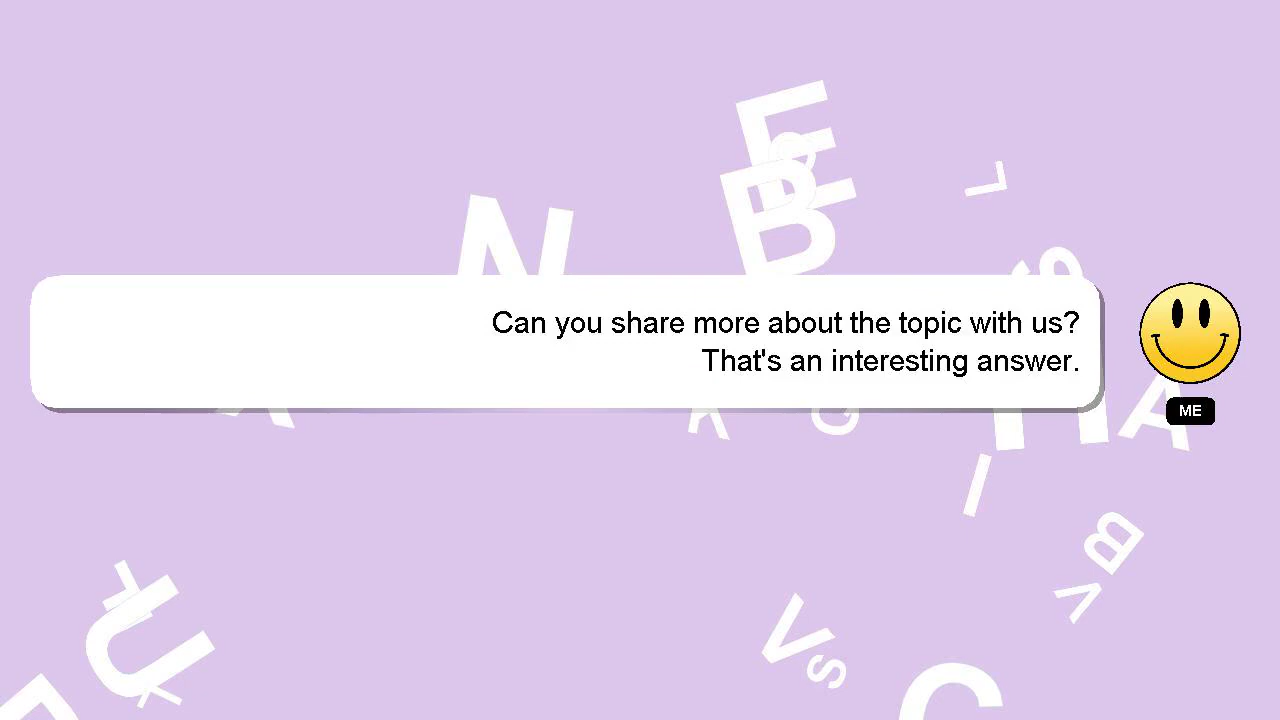 Can you share more about the topic with us?
That's an interesting answer.
ME
E
B
N
L
S
K
G
A
I
B
V
U
V
S
C